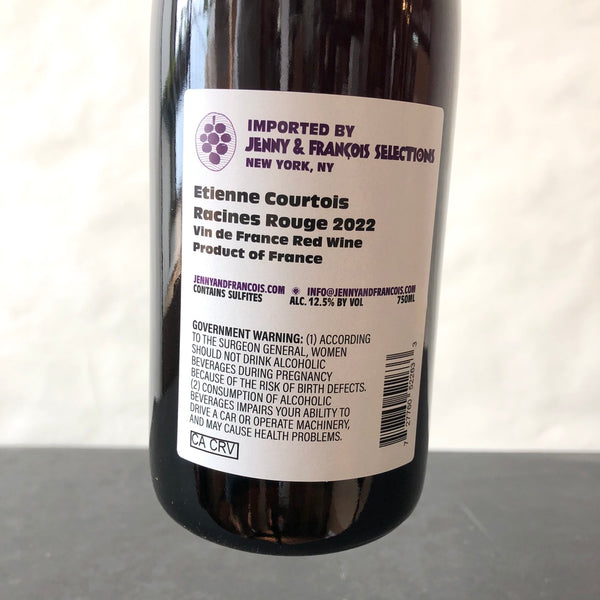 IMPORTED BY
JENNY & FRANÇOIS SELECTIONS
NEW YORK, NY
Etienne Courtois
Racines Rouge 2022
Vin de France Red Wine
Product of France
JENNYANDFRANCOIS.COM INFO@JENNYANDFRANCOIS.COM
CONTAINS SULFITES ALC. 12.5% BY VOL 750ML
GOVERNMENT WARNING: (1) ACCORDING
TO THE SURGEON GENERAL, WOMEN
SHOULD NOT DRINK ALCOHOLIC
BEVERAGES DURING PREGNANCY
BECAUSE OF THE RISK OF BIRTH DEFECTS.
(2) CONSUMPTION OF ALCOHOLIC
BEVERAGES IMPAIRS YOUR ABILITY TO
DRIVE A CAR OR OPERATE MACHINERY,
AND MAY CAUSE HEALTH PROBLEMS.
CA CRV
7 27760 52263 3